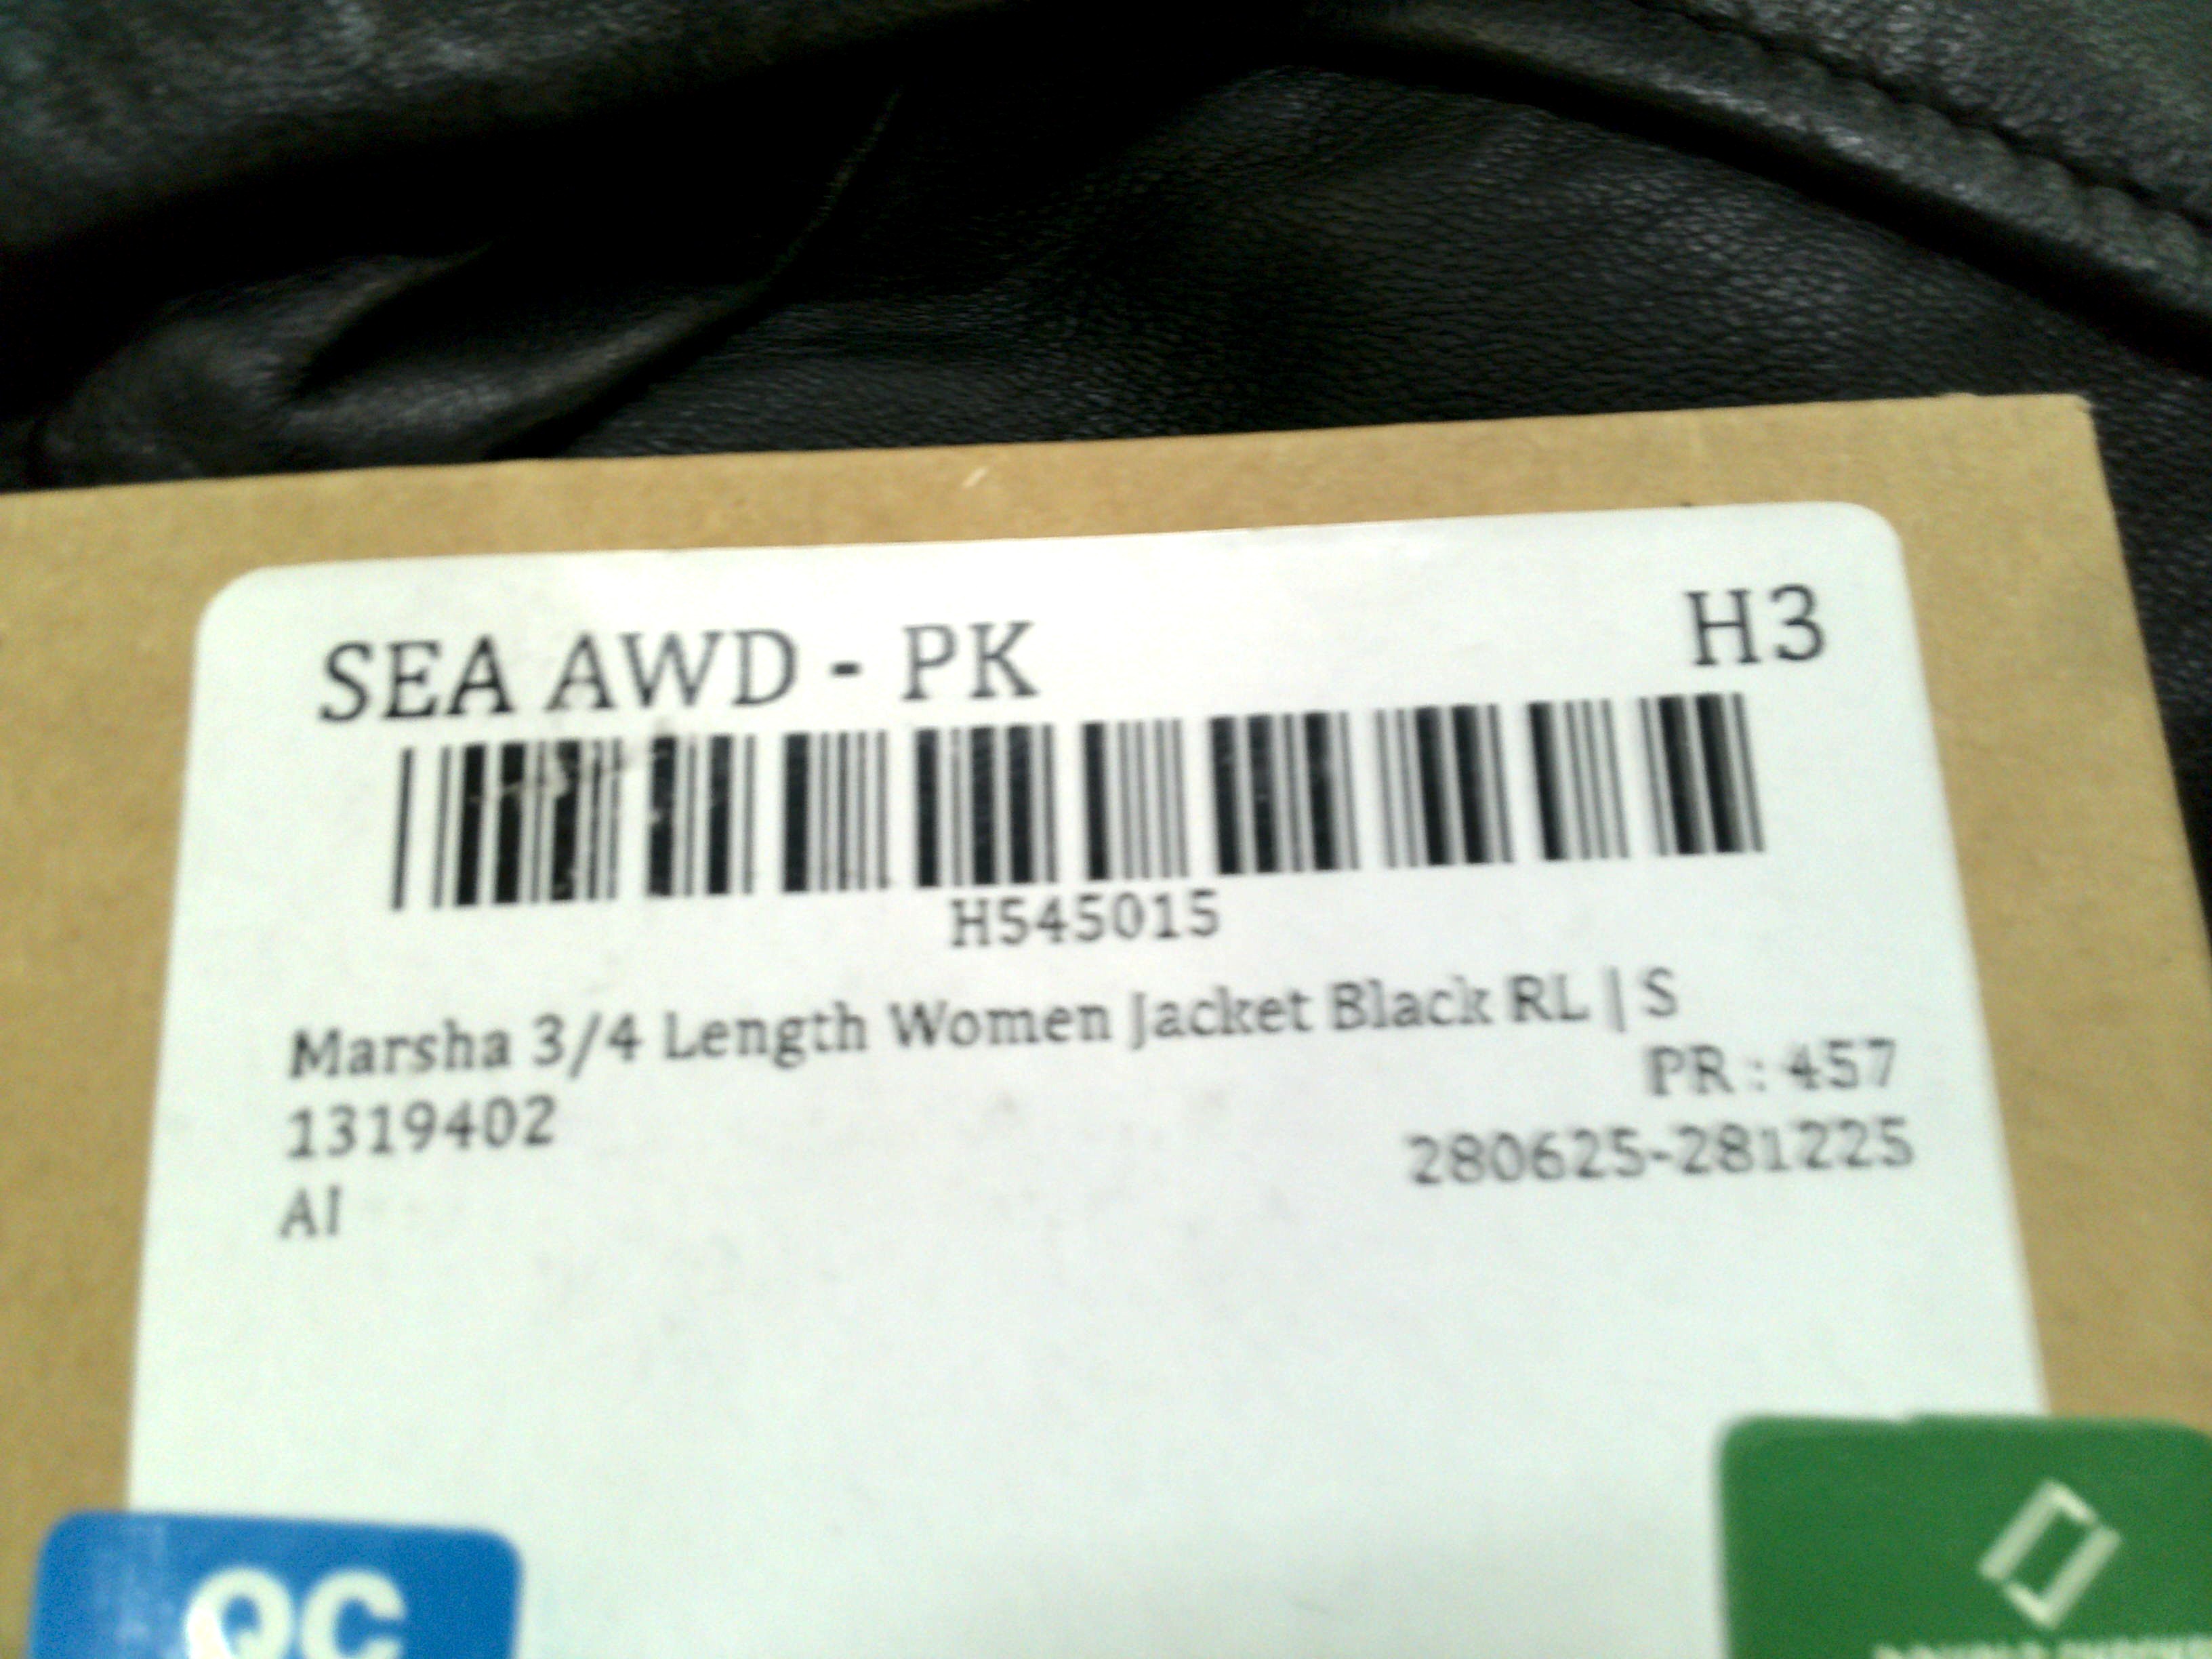 SEA AWD - PK
H3
H545015
Marsha 3/4 Length Women Jacket Black RL | S
PR : 457
1319402
280625-281225
AI
QC